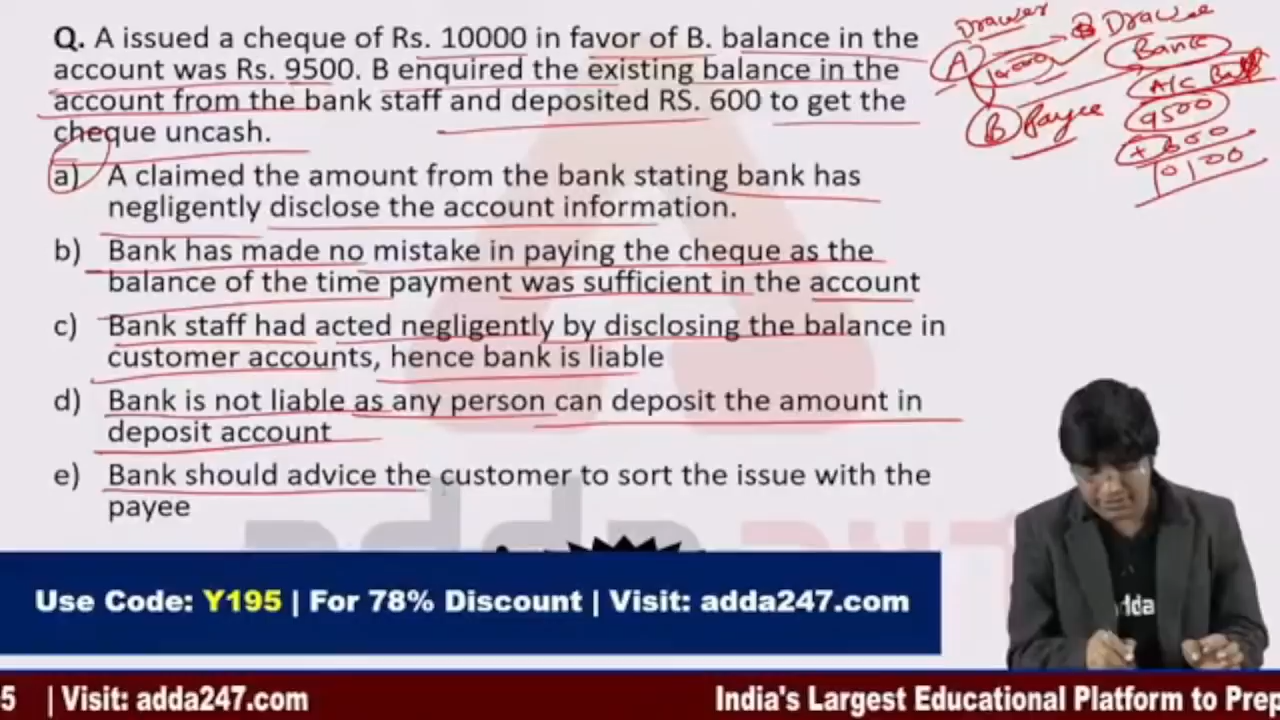 Q. A issued a cheque of Rs. 10000 in favor of B. balance in the
account was Rs. 9500. B enquired the existing balance in the
account from the bank staff and deposited RS. 600 to get the
cheque uncash.
a) A claimed the amount from the bank stating bank has
negligently disclose the account information.
b) Bank has made no mistake in paying the cheque as the
balance of the time payment was sufficient in the account
c) Bank staff had acted negligently by disclosing the balance in
customer accounts, hence bank is liable
d) Bank is not liable as any person can deposit the amount in
deposit account
e) Bank should advice the customer to sort the issue with the
payee
Drawer
B Drawee
A
10000
Bank
A/C Bal
B Payee
9500
+ 600
10100
adda
Use Code: Y195 | For 78% Discount | Visit: adda247.com
5 | Visit: adda247.com
India's Largest Educational Platform to Prep